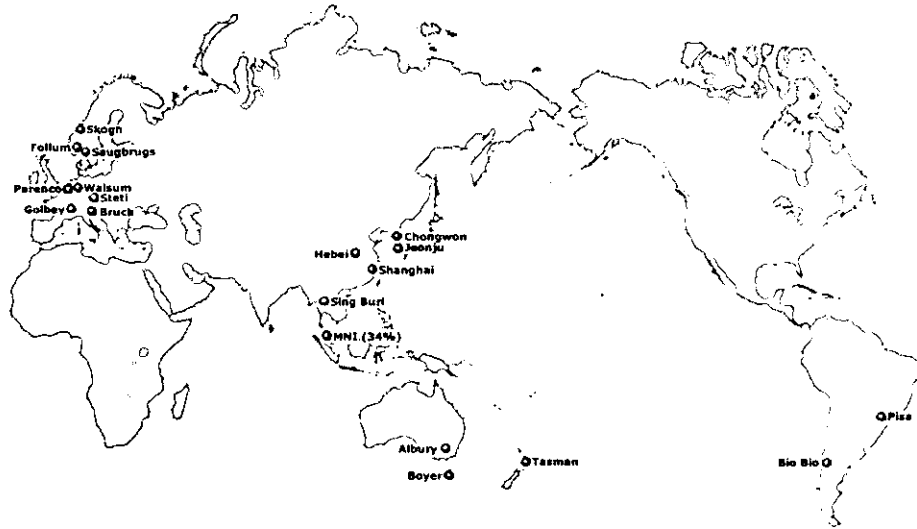 Skogn
Follum
Saugbrugs
Parenco
Walsum
Steti
Golbey
Bruck
Chongwon
Hebei
Jeonju
Shanghai
Sing Buri
MNI.(34%)
Pisa
Albury
Tasman
Bio Bio
Boyer